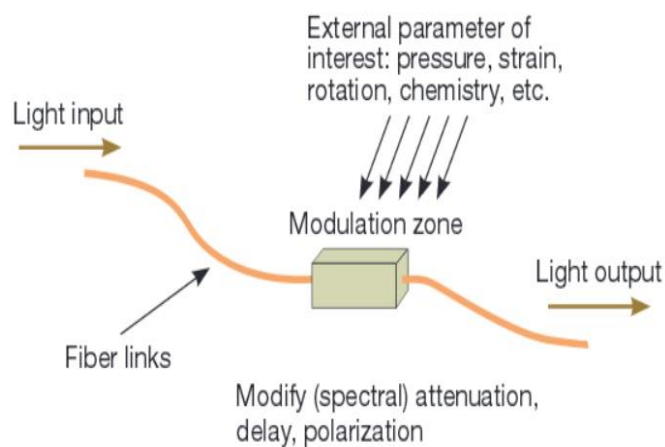 External parameter of
interest: pressure, strain,
rotation, chemistry, etc.
Light input
Modulation zone
Light output
Fiber links
Modify (spectral) attenuation,
delay, polarization